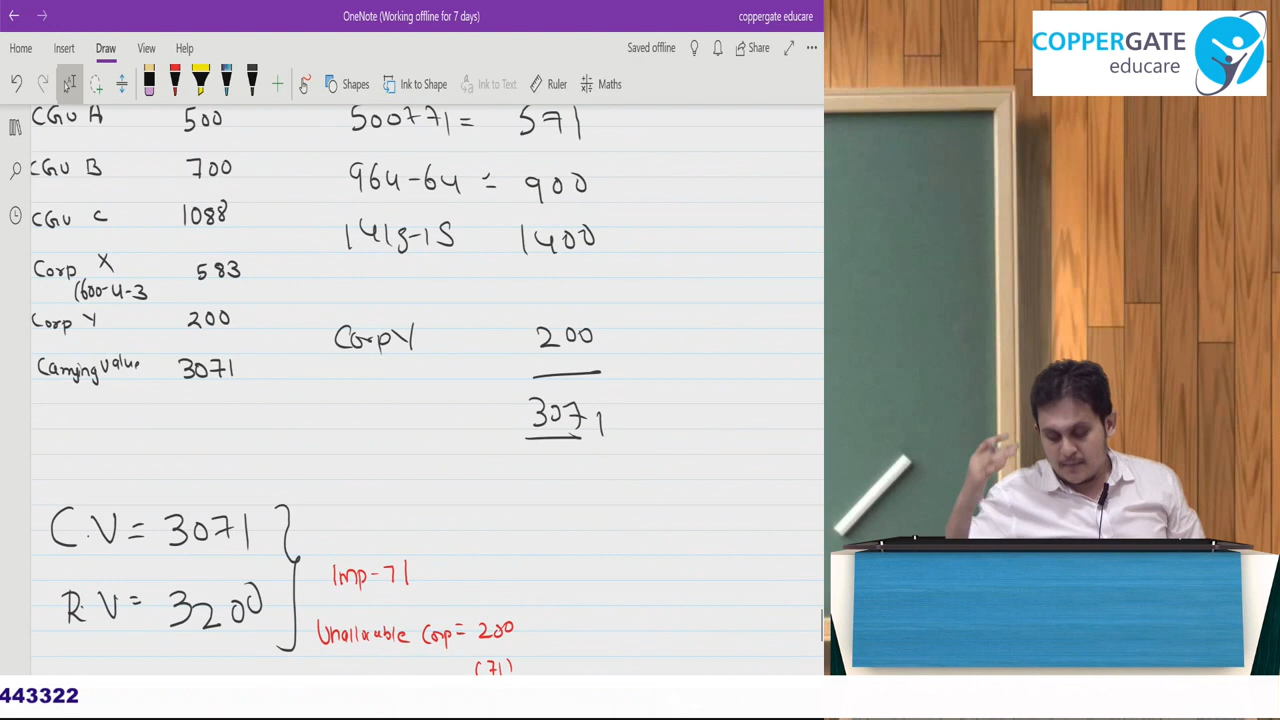 OneNote (Working offline for 7 days)
coppergate educare
Home Insert Draw View Help
Saved offline
Share
Shapes
Ink to Shape
Ink to Text
Ruler
Maths
COPPERGATE
educare
CGU A 500 500+71= 571
CGU B 700 964-64 = 900
CGU C 1088 1415-15 1400
Corp X 583
(600-4-3
Corp Y 200 Corp Y 200
Carrying Value 3071
3071
C.V = 3071
R.V = 3200
Imp-71
Unallocable Corp = 200
(71)
443322